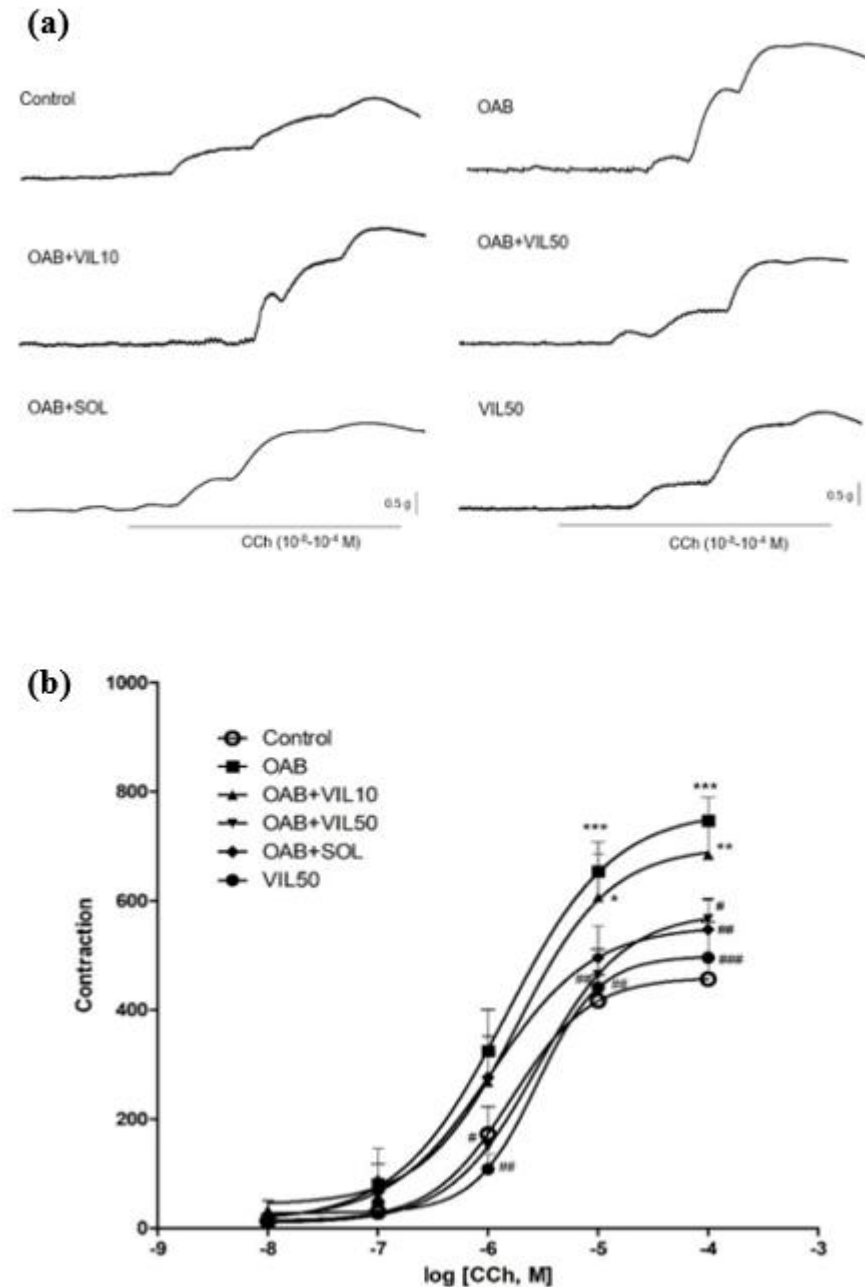 (a)
Control
OAB
OAB+VIL10
OAB+VIL50
OAB+SOL
VIL50
0.5 g
0.5 g
CCh (10⁻⁸-10⁻⁴ M)
CCh (10⁻⁸-10⁻⁴ M)
(b)
1000
Control
OAB
OAB+VIL10
OAB+VIL50
OAB+SOL
VIL50
800
***
***
**
*
600
#
##
###
Contraction
400
##
##
200
#
##
0
-9
-8
-7
-6
-5
-4
-3
log [CCh, M]